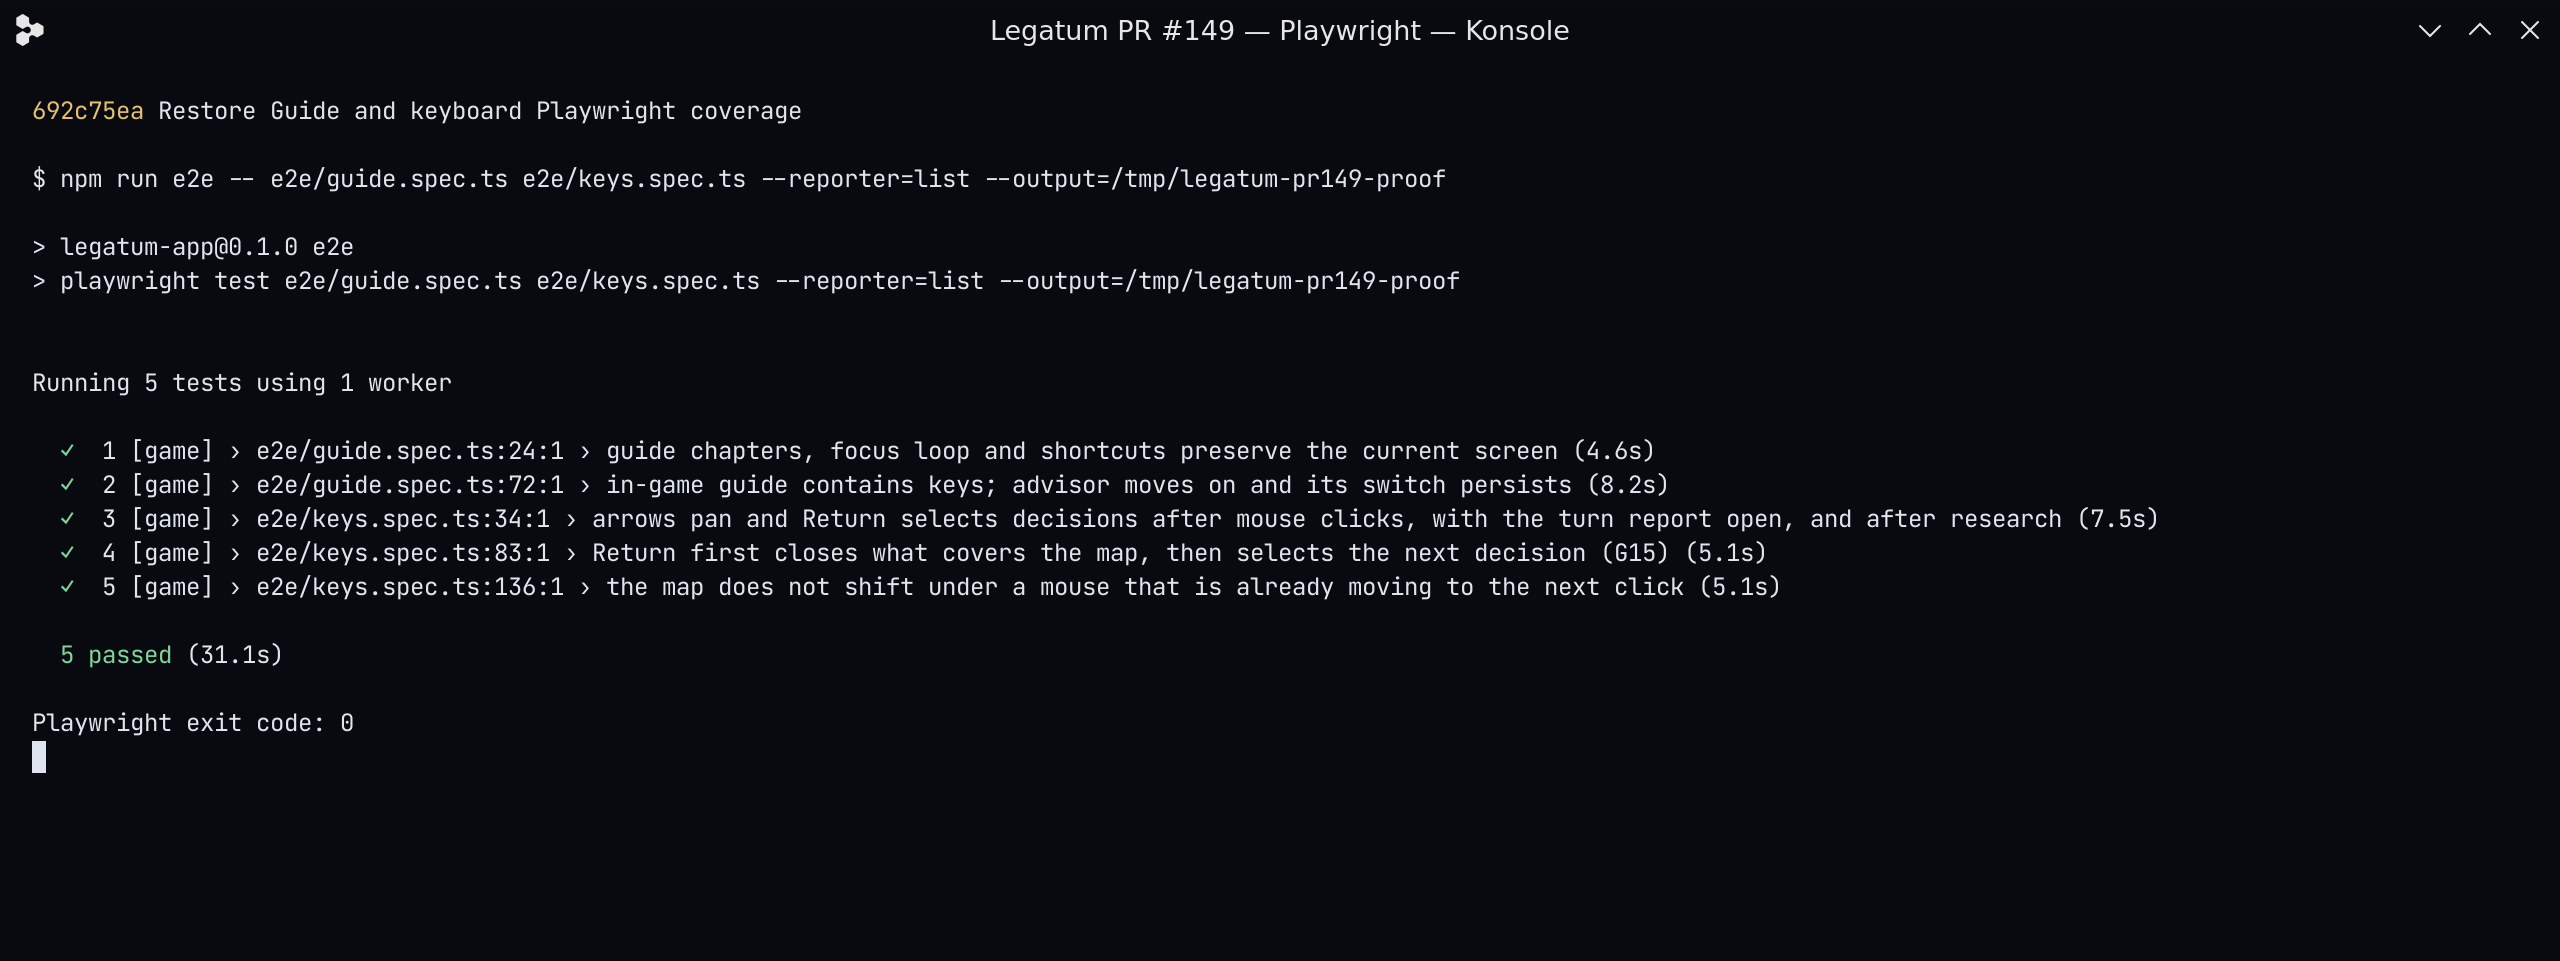 Legatum PR #149 — Playwright — Konsole
692c75ea Restore Guide and keyboard Playwright coverage
$ npm run e2e -- e2e/guide.spec.ts e2e/keys.spec.ts --reporter=list --output=/tmp/legatum-pr149-proof
> legatum-app@0.1.0 e2e
> playwright test e2e/guide.spec.ts e2e/keys.spec.ts --reporter=list --output=/tmp/legatum-pr149-proof
Running 5 tests using 1 worker
✓ 1 [game] › e2e/guide.spec.ts:24:1 › guide chapters, focus loop and shortcuts preserve the current screen (4.6s)
✓ 2 [game] › e2e/guide.spec.ts:72:1 › in-game guide contains keys; advisor moves on and its switch persists (8.2s)
✓ 3 [game] › e2e/keys.spec.ts:34:1 › arrows pan and Return selects decisions after mouse clicks, with the turn report open, and after research (7.5s)
✓ 4 [game] › e2e/keys.spec.ts:83:1 › Return first closes what covers the map, then selects the next decision (G15) (5.1s)
✓ 5 [game] › e2e/keys.spec.ts:136:1 › the map does not shift under a mouse that is already moving to the next click (5.1s)
5 passed (31.1s)
Playwright exit code: 0